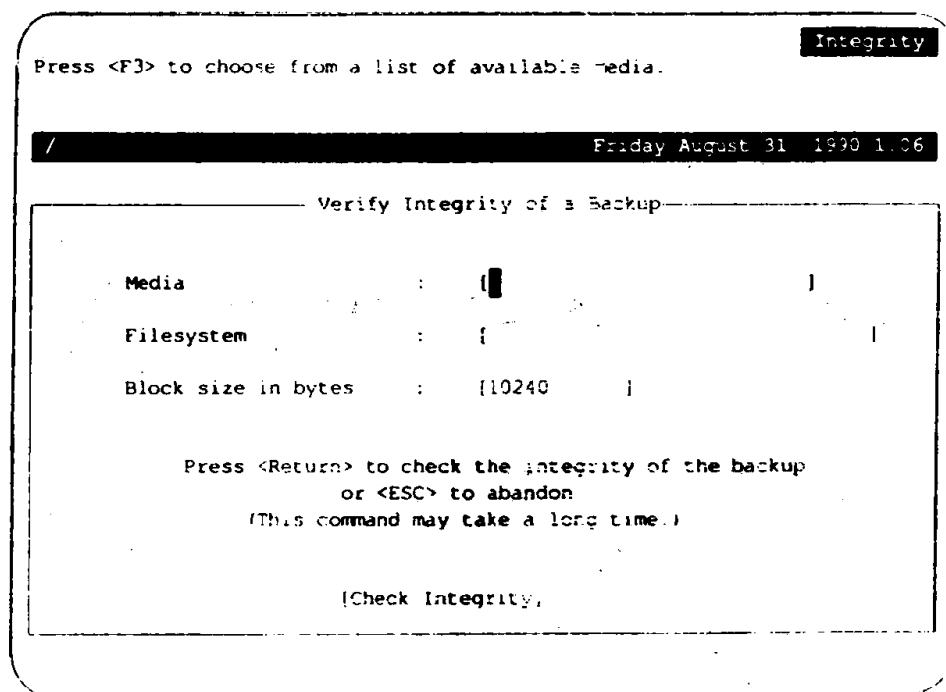 Integrity
Press <F3> to choose from a list of available media.
/ Friday August 31 1990 1:06
Verify Integrity of a Backup
Media : [ ]
Filesystem : [ ]
Block size in bytes : [10240 ]
Press <Return> to check the integrity of the backup
or <ESC> to abandon
(This command may take a long time.)
[Check Integrity]